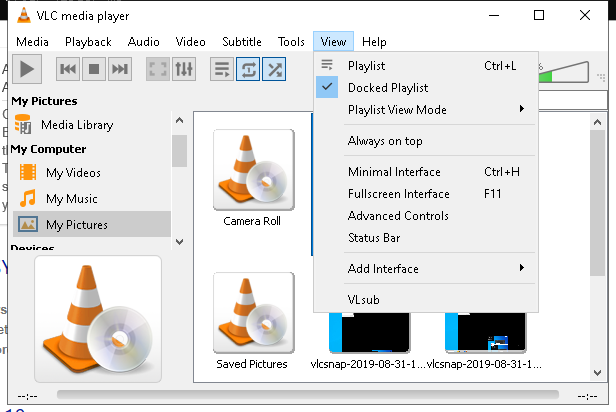 VLC media player
Media Playback Audio Video Subtitle Tools View Help
Playlist Ctrl+L
Docked Playlist
Playlist View Mode
Always on top
Minimal Interface Ctrl+H
Fullscreen Interface F11
Advanced Controls
Status Bar
Add Interface
VLsub
%
My Pictures
Media Library
My Computer
My Videos
My Music
My Pictures
Devices
Camera Roll
Saved Pictures
vlcsnap-2019-08-31-1...
vlcsnap-2019-08-31-1...
--:--
--:--